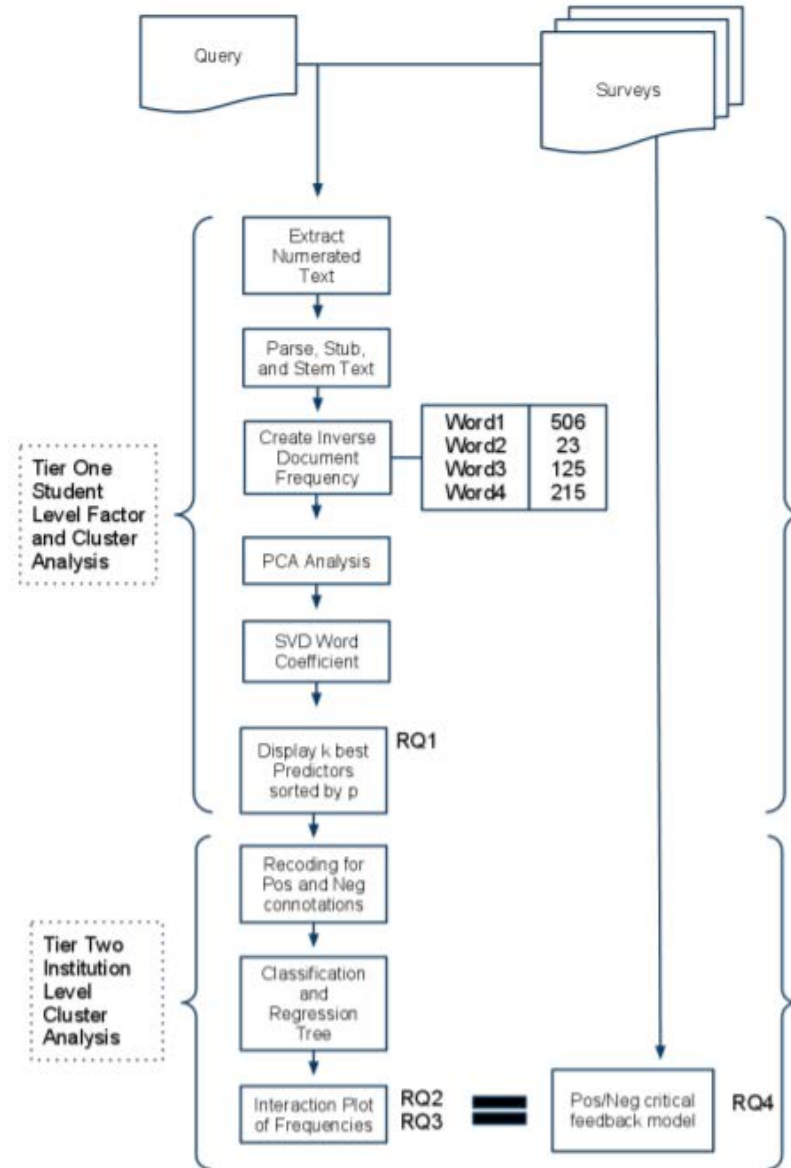 Query
Surveys
Extract
Numerated
Text
Parse, Stub,
and Stem Text
Create Inverse
Document
Frequency
Word1 506
Word2 23
Word3 125
Word4 215
Tier One
Student
Level Factor
and Cluster
Analysis
PCA Analysis
SVD Word
Coefficient
Display k best
Predictors
sorted by p
RQ1
Recoding for
Pos and Neg
connotations
Tier Two
Institution
Level
Cluster
Analysis
Classification
and
Regression
Tree
Interaction Plot
of Frequencies
RQ2
RQ3
Pos/Neg critical
feedback model
RQ4